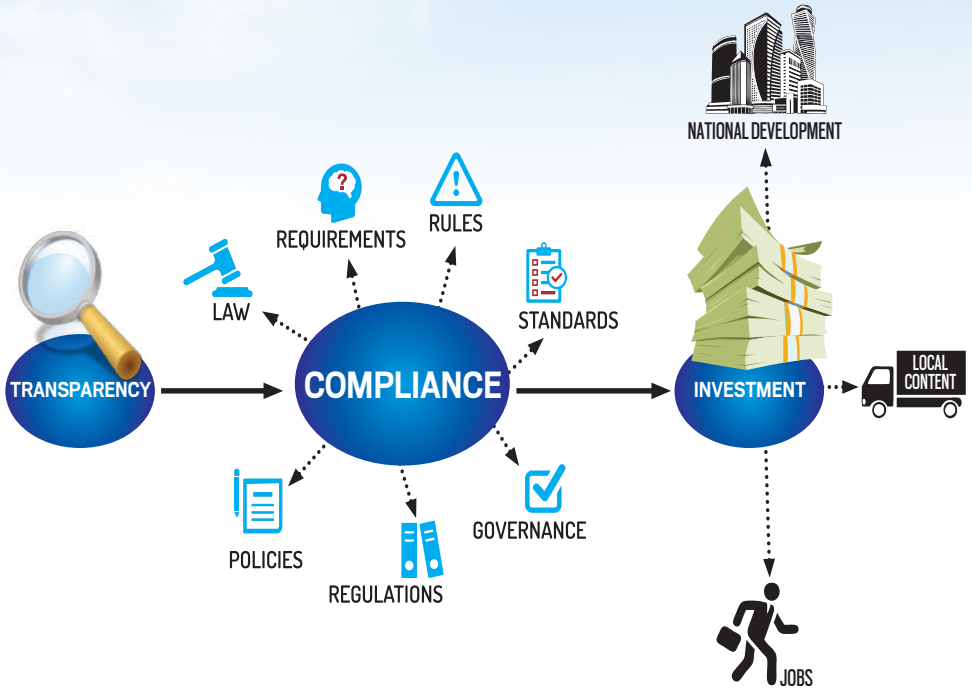 NATIONAL DEVELOPMENT
REQUIREMENTS
RULES
LAW
STANDARDS
TRANSPARENCY
COMPLIANCE
INVESTMENT
LOCAL
CONTENT
POLICIES
REGULATIONS
GOVERNANCE
JOBS